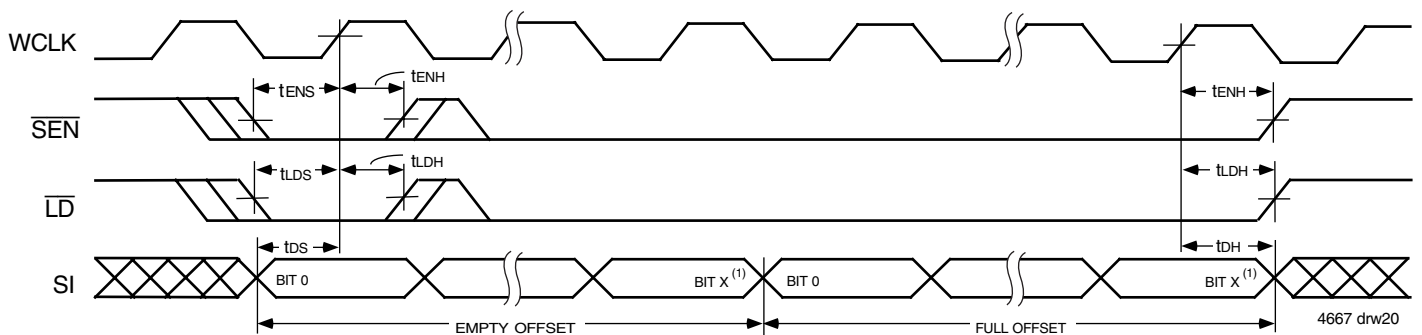 WCLK
tENS
tENH
tENH
SEN
tLDS
tLDH
tLDH
LD
tDS
tDH
SI
BIT 0
BIT X(1)
BIT 0
BIT X(1)
EMPTY OFFSET
FULL OFFSET
4667 drw20